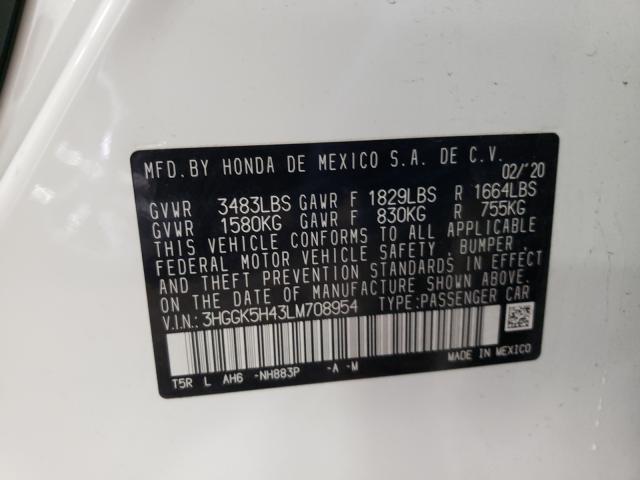 MFD. BY HONDA DE MEXICO S.A. DE C.V.
02/'20
GVWR 3483LBS GAWR F 1829LBS R 1664LBS
GVWR 1580KG GAWR F 830KG R 755KG
THIS VEHICLE CONFORMS TO ALL APPLICABLE
FEDERAL MOTOR VEHICLE SAFETY, BUMPER,
AND THEFT PREVENTION STANDARDS IN EFFECT
ON THE DATE OF MANUFACTURE SHOWN ABOVE.
V.I.N.: 3HGGK5H43LM708954 TYPE:PASSENGER CAR
MADE IN MEXICO
T5R L AH6 -NH883P -A -M